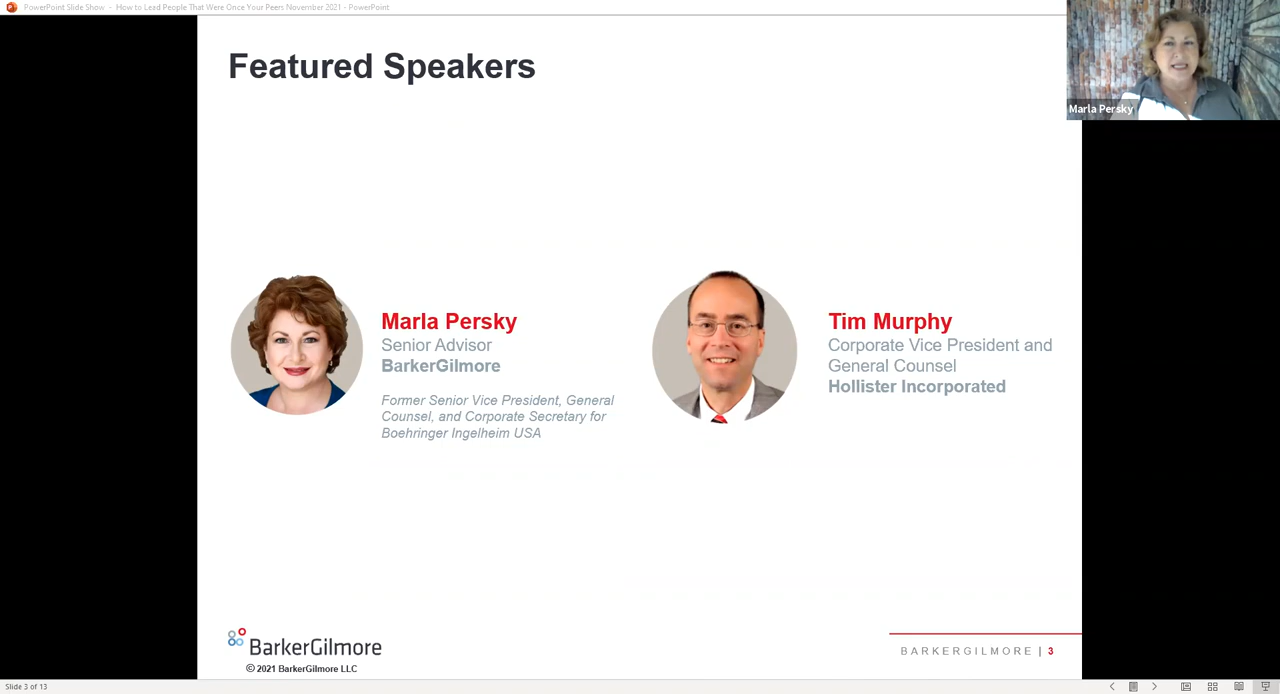 PowerPoint Slide Show - How to Lead People That Were Once Your Peers November 2021 - PowerPoint
Marla Persky
Featured Speakers
Marla Persky
Senior Advisor
BarkerGilmore
Former Senior Vice President, General
Counsel, and Corporate Secretary for
Boehringer Ingelheim USA
Tim Murphy
Corporate Vice President and
General Counsel
Hollister Incorporated
BarkerGilmore
© 2021 BarkerGilmore LLC
BARKERGILMORE | 3
Slide 3 of 13